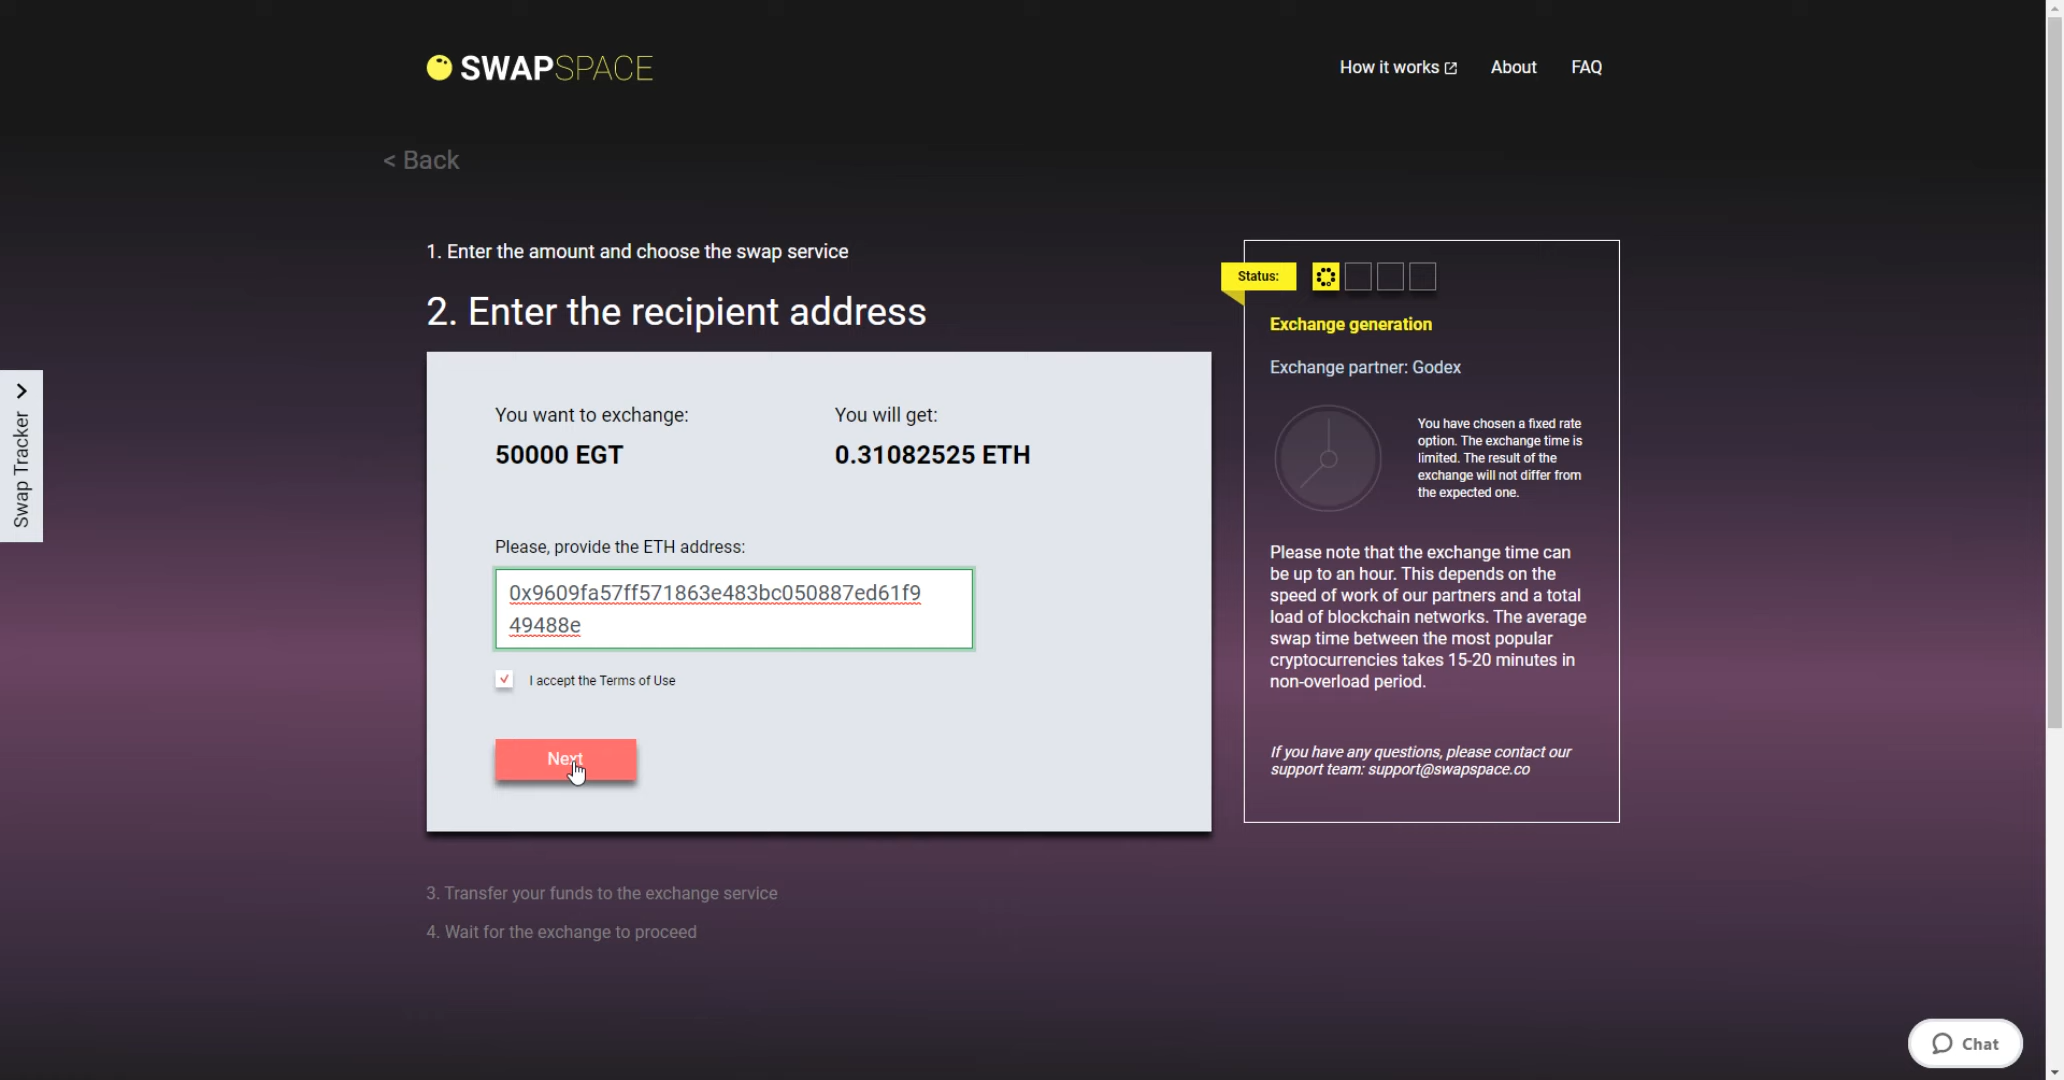 SWAPSPACE
How it works
About
FAQ
< Back
1. Enter the amount and choose the swap service
2. Enter the recipient address
Swap Tracker
You want to exchange:
You will get:
50000 EGT
0.31082525 ETH
Please, provide the ETH address:
0x9609fa57ff571863e483bc050887ed61f9
49488e
I accept the Terms of Use
Next
Status:
Exchange generation
Exchange partner: Godex
You have chosen a fixed rate
option. The exchange time is
limited. The result of the
exchange will not differ from
the expected one.
Please note that the exchange time can
be up to an hour. This depends on the
speed of work of our partners and a total
load of blockchain networks. The average
swap time between the most popular
cryptocurrencies takes 15-20 minutes in
non-overload period.
If you have any questions, please contact our
support team: support@swapspace.co
3. Transfer your funds to the exchange service
4. Wait for the exchange to proceed
Chat